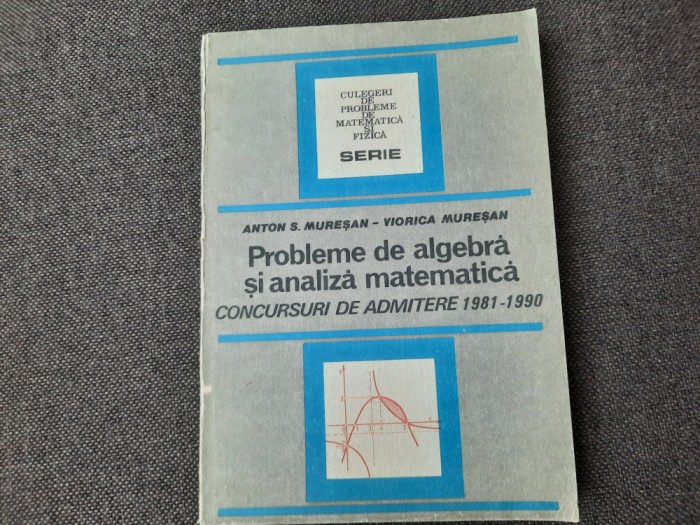 CULEGERI
DE
PROBLEME
DE
MATEMATICĂ
ȘI
FIZICĂ
SERIE
ANTON S. MUREȘAN - VIORICA MUREȘAN
Probleme de algebră
și analiză matematică
CONCURSURI DE ADMITERE 1981-1990